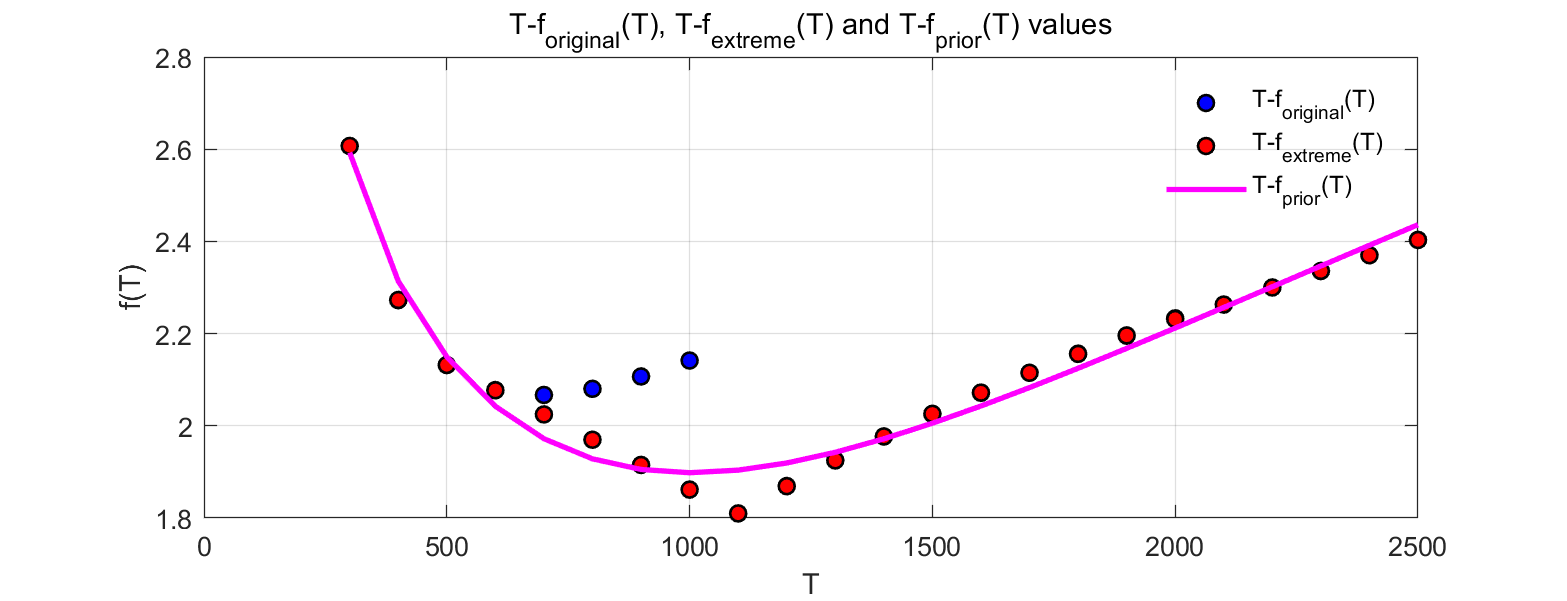 T-f_original(T), T-f_extreme(T) and T-f_prior(T) values
2.8
2.6
2.4
2.2
2
1.8
f(T)
T-f_original(T)
T-f_extreme(T)
T-f_prior(T)
0 500 1000 1500 2000 2500
T